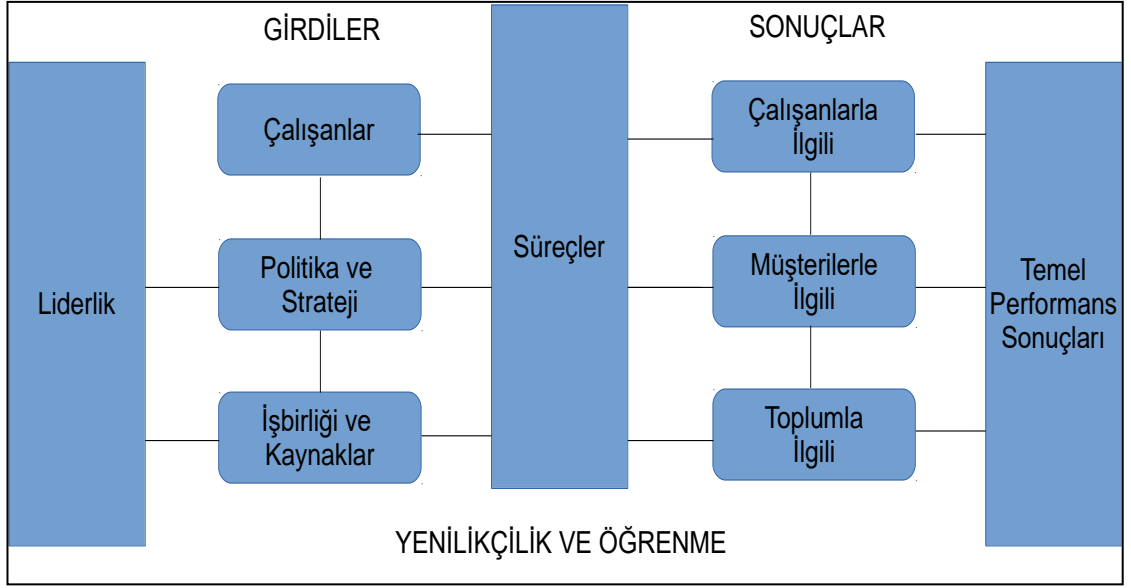 GİRDİLER
SONUÇLAR
Liderlik
Çalışanlar
Politika ve
Strateji
İşbirliği ve
Kaynaklar
Süreçler
Çalışanlarla
İlgili
Müşterilerle
İlgili
Toplumla
İlgili
Temel
Performans
Sonuçları
YENİLİKÇİLİK VE ÖĞRENME